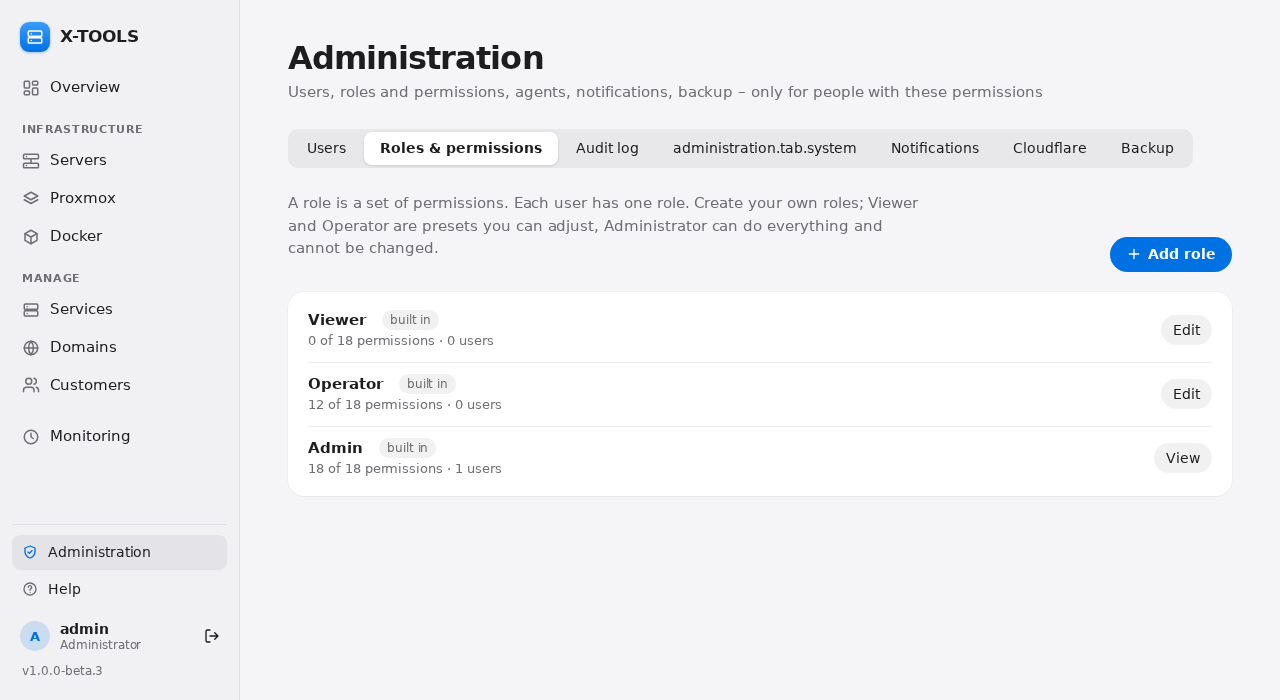 X-TOOLS
Overview
INFRASTRUCTURE
Servers
Proxmox
Docker
MANAGE
Services
Domains
Customers
Monitoring
Administration
Help
A
admin
Administrator
v1.0.0-beta.3
Administration
Users, roles and permissions, agents, notifications, backup – only for people with these permissions
Users Roles & permissions Audit log administration.tab.system Notifications Cloudflare Backup
A role is a set of permissions. Each user has one role. Create your own roles; Viewer
and Operator are presets you can adjust, Administrator can do everything and
cannot be changed.
+ Add role
Viewer built in
0 of 18 permissions · 0 users
Edit
Operator built in
12 of 18 permissions · 0 users
Edit
Admin built in
18 of 18 permissions · 1 users
View